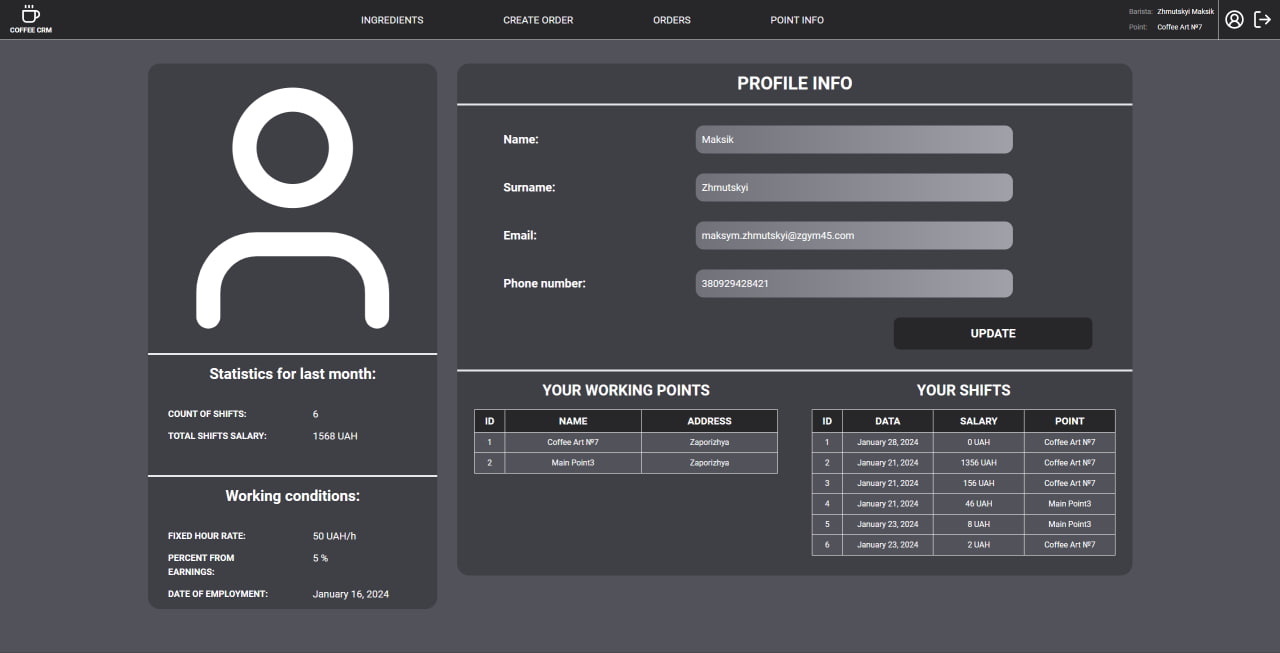 COFFEE CRM
INGREDIENTS CREATE ORDER ORDERS POINT INFO
Barista: Zhmutskyi Maksik
Point: Coffee Art №7
Statistics for last month:
COUNT OF SHIFTS: 6
TOTAL SHIFTS SALARY: 1568 UAH
Working conditions:
FIXED HOUR RATE: 50 UAH/h
PERCENT FROM EARNINGS: 5 %
DATE OF EMPLOYMENT: January 16, 2024
PROFILE INFO
Name: Maksik
Surname: Zhmutskyi
Email: maksym.zhmutskyi@zgym45.com
Phone number: 380929428421
UPDATE
YOUR WORKING POINTS
ID NAME ADDRESS
1 Coffee Art №7 Zaporizhya
2 Main Point3 Zaporizhya
YOUR SHIFTS
ID DATA SALARY POINT
1 January 28, 2024 0 UAH Coffee Art №7
2 January 21, 2024 1356 UAH Coffee Art №7
3 January 21, 2024 156 UAH Coffee Art №7
4 January 21, 2024 46 UAH Main Point3
5 January 23, 2024 8 UAH Main Point3
6 January 23, 2024 2 UAH Coffee Art №7